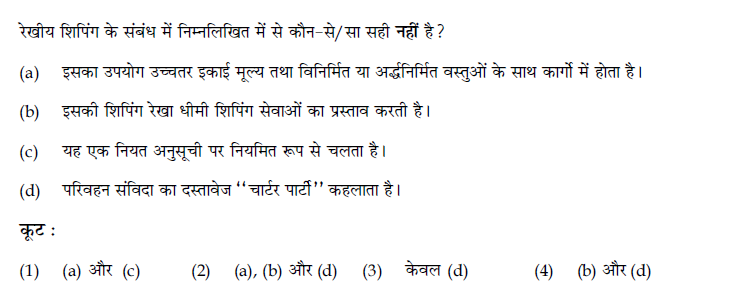 रेखीय शिपिंग के संबंध में निम्नलिखित में से कौन-से/सा सही नहीं है?
(a) इसका उपयोग उच्चतर इकाई मूल्य तथा विनिर्मित या अर्द्धनिर्मित वस्तुओं के साथ कार्गो में होता है।
(b) इसकी शिपिंग रेखा धीमी शिपिंग सेवाओं का प्रस्ताव करती है।
(c) यह एक नियत अनुसूची पर नियमित रूप से चलता है।
(d) परिवहन संविदा का दस्तावेज ‘‘चार्टर पार्टी’’ कहलाता है।
कूट :
(1) (a) और (c) (2) (a), (b) और (d) (3) केवल (d) (4) (b) और (d)